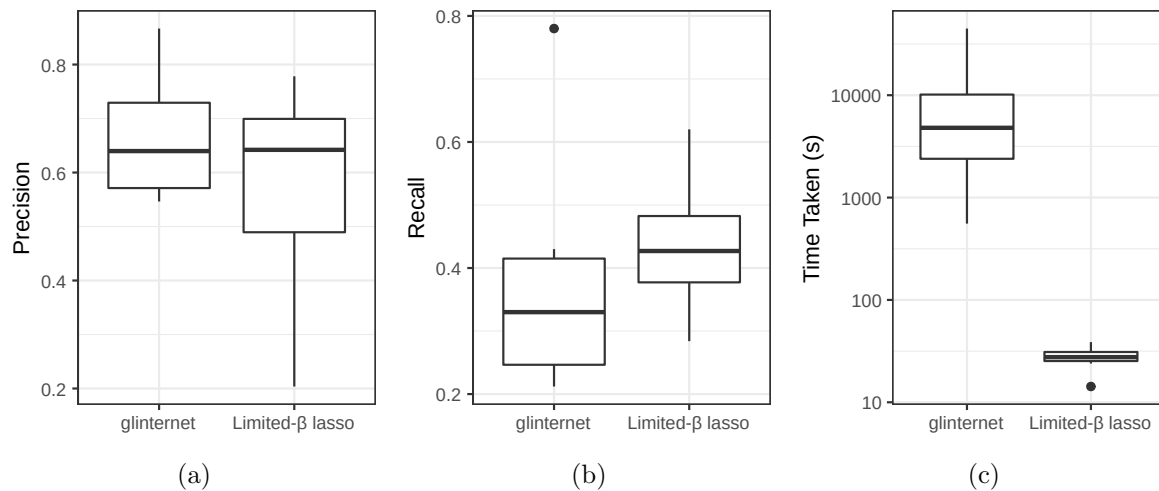 Precision
0.8
0.6
0.4
0.2
glinternet Limited-β lasso
(a)
Recall
0.8
0.6
0.4
0.2
glinternet Limited-β lasso
(b)
Time Taken (s)
10000
1000
100
10
glinternet Limited-β lasso
(c)